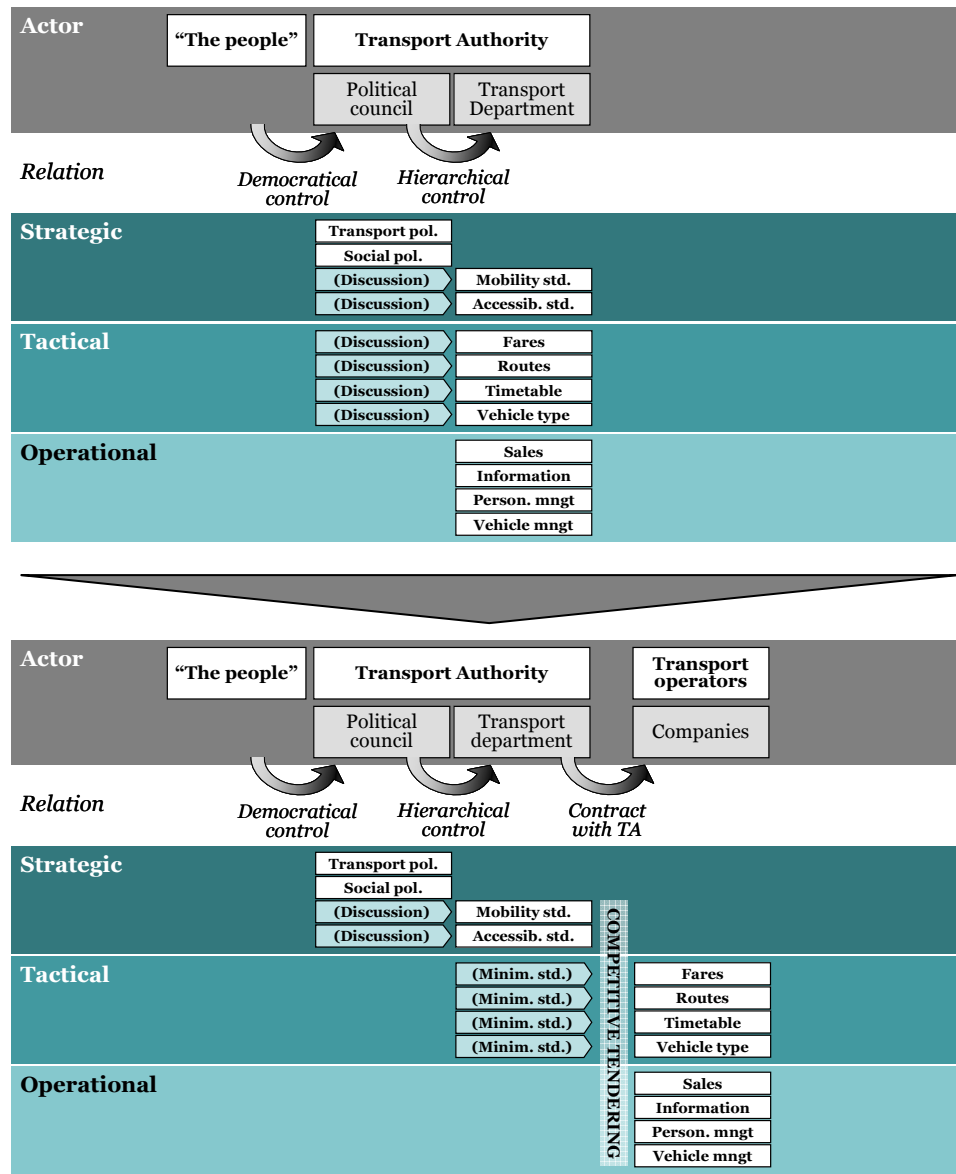 Actor
“The people”
Transport Authority
Political
council
Transport
Department
Relation
Democratical
control
Hierarchical
control
Strategic
Transport pol.
Social pol.
(Discussion)
Mobility std.
(Discussion)
Accessib. std.
Tactical
(Discussion)
Fares
(Discussion)
Routes
(Discussion)
Timetable
(Discussion)
Vehicle type
Operational
Sales
Information
Person. mngt
Vehicle mngt
Actor
“The people”
Transport Authority
Transport
operators
Political
council
Transport
department
Companies
Relation
Democratical
control
Hierarchical
control
Contract
with TA
Strategic
Transport pol.
Social pol.
(Discussion)
Mobility std.
(Discussion)
Accessib. std.
COMPETITIVE TENDERING
Tactical
(Minim. std.)
Fares
(Minim. std.)
Routes
(Minim. std.)
Timetable
(Minim. std.)
Vehicle type
Operational
Sales
Information
Person. mngt
Vehicle mngt